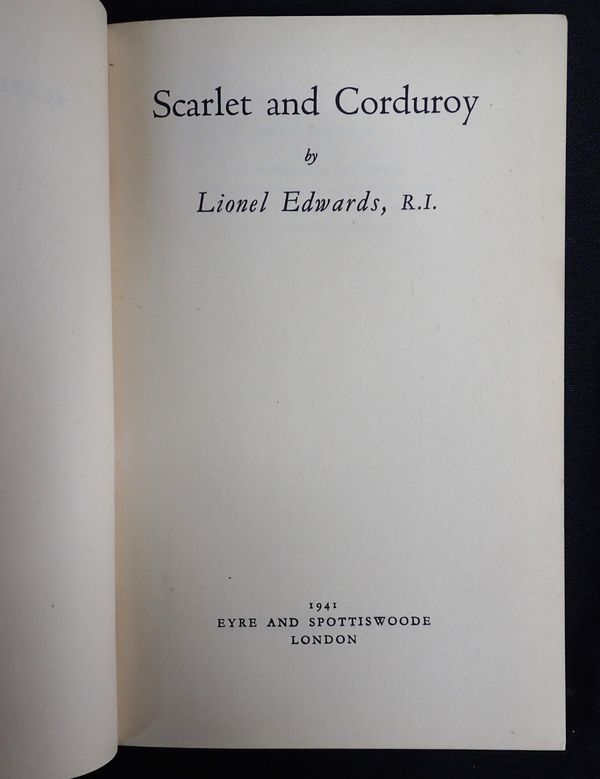 Scarlet and Corduroy
by
Lionel Edwards, R.I.
1941
EYRE AND SPOTTISWOODE
LONDON